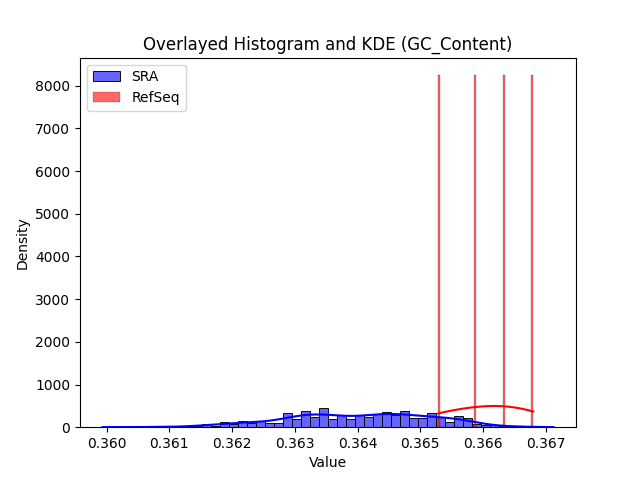 Overlayed Histogram and KDE (GC_Content)
SRA
RefSeq
Density
8000
7000
6000
5000
4000
3000
2000
1000
0
0.360 0.361 0.362 0.363 0.364 0.365 0.366 0.367
Value